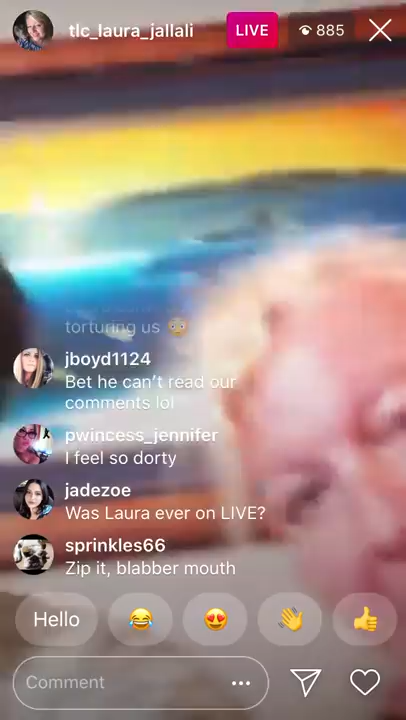 tlc_laura_jallali
LIVE
885
torturing us 😳
jboyd1124
Bet he can't read our
comments lol
pwincess_jennifer
I feel so dorty
jadezoe
Was Laura ever on LIVE?
sprinkles66
Zip it, blabber mouth
Hello
Comment